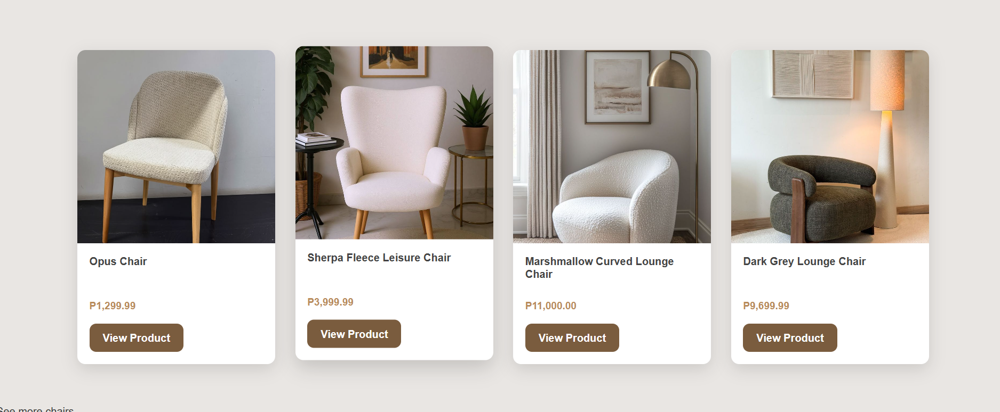 Opus Chair
P1,299.99
View Product
Sherpa Fleece Leisure Chair
P3,999.99
View Product
Marshmallow Curved Lounge
Chair
P11,000.00
View Product
Dark Grey Lounge Chair
P9,699.99
View Product
See more chairs